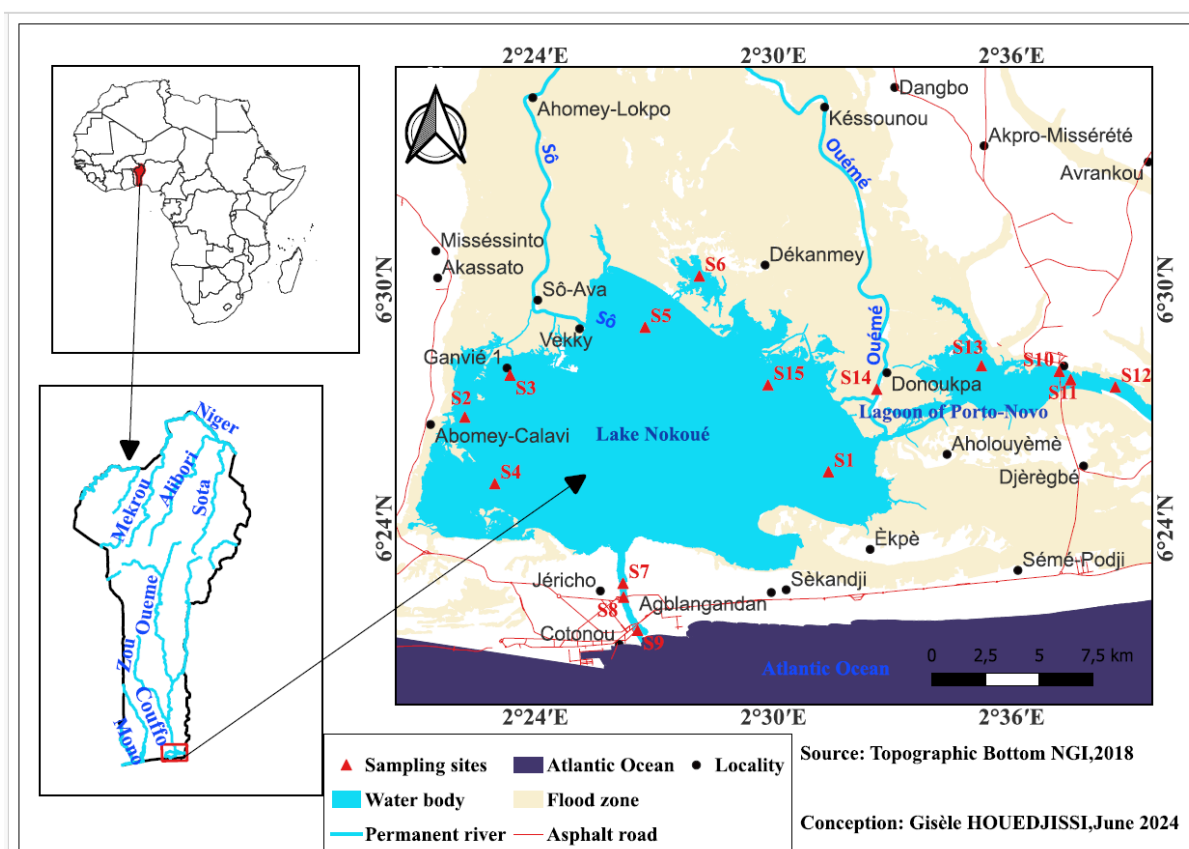 2°24′E 2°30′E 2°36′E
Dangbo
Ahomey-Lokpo
Késsounou
Akpro-Missérété
Sô
Ouémé
Avrankou
Misséssinto
Akassato
S6
Dékanmey
6°30′N
6°30′N
Sô-Ava
Sô
S5
Vekky
Ouémé
Ganvié 1
S3
S13
S10
S15
S14
Donoukpa
S11
S12
S2
Lagoon of Porto-Novo
Abomey-Calavi
Lake Nokoué
Aholouyèmè
S4
S1
Djèrègbé
6°24′N
6°24′N
Èkpè
Sémé-Podji
Jéricho
S7
Sèkandji
S8
Agblangandan
Cotonou
S9
Atlantic Ocean
0 2,5 5 7,5 km
2°24′E 2°30′E 2°36′E
Niger
Mekrou
Alibori
Sota
Oueme
Zou
Couffo
Mono
Sampling sites Atlantic Ocean Locality
Water body Flood zone
Permanent river Asphalt road
Source: Topographic Bottom NGI,2018
Conception: Gisèle HOUEDJISSI,June 2024